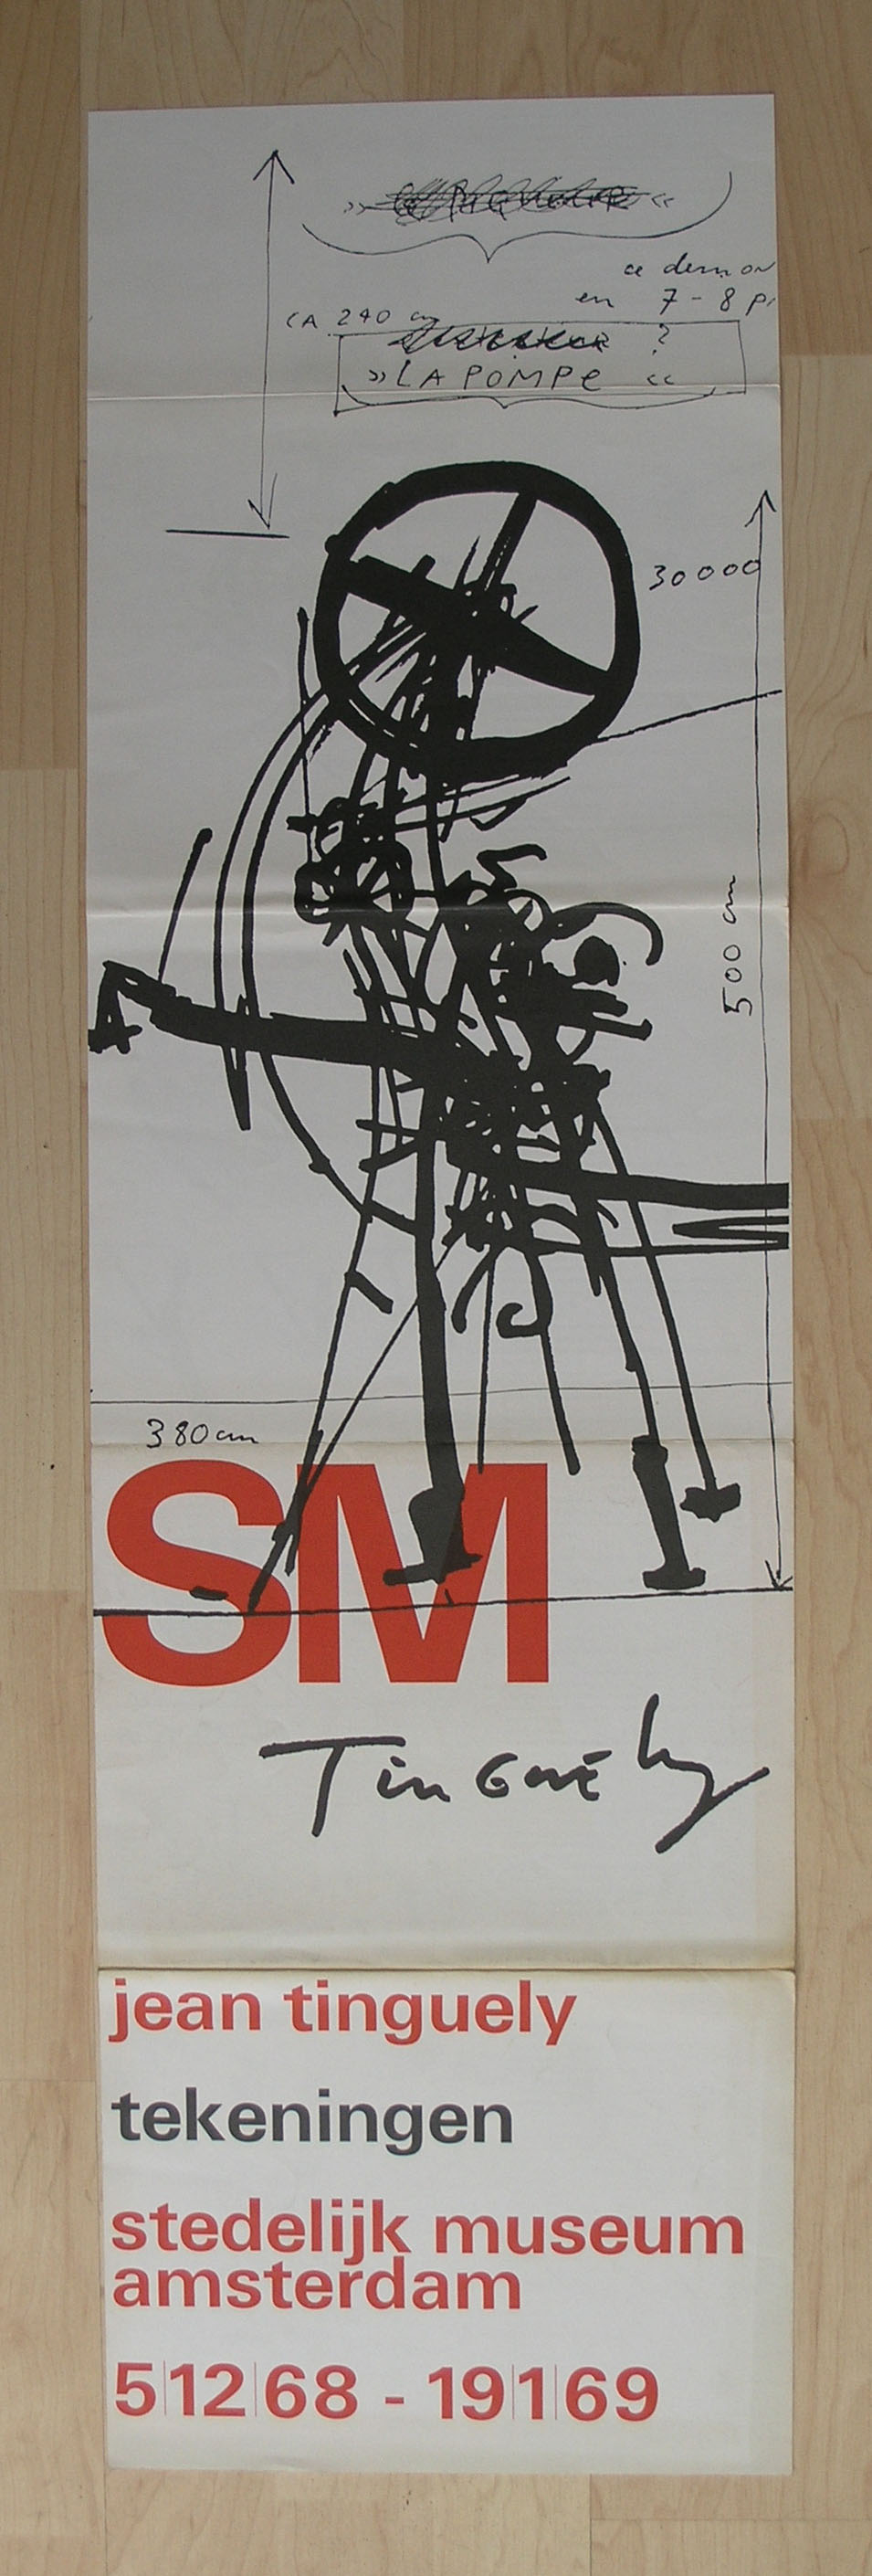 ce demon
en 7-8 p
CA 240 cm
?
»LA POMPE «
30000
500 cm
380 cm
SM
Tinguely
jean tinguely
tekeningen
stedelijk museum
amsterdam
5|12|68 - 19|1|69